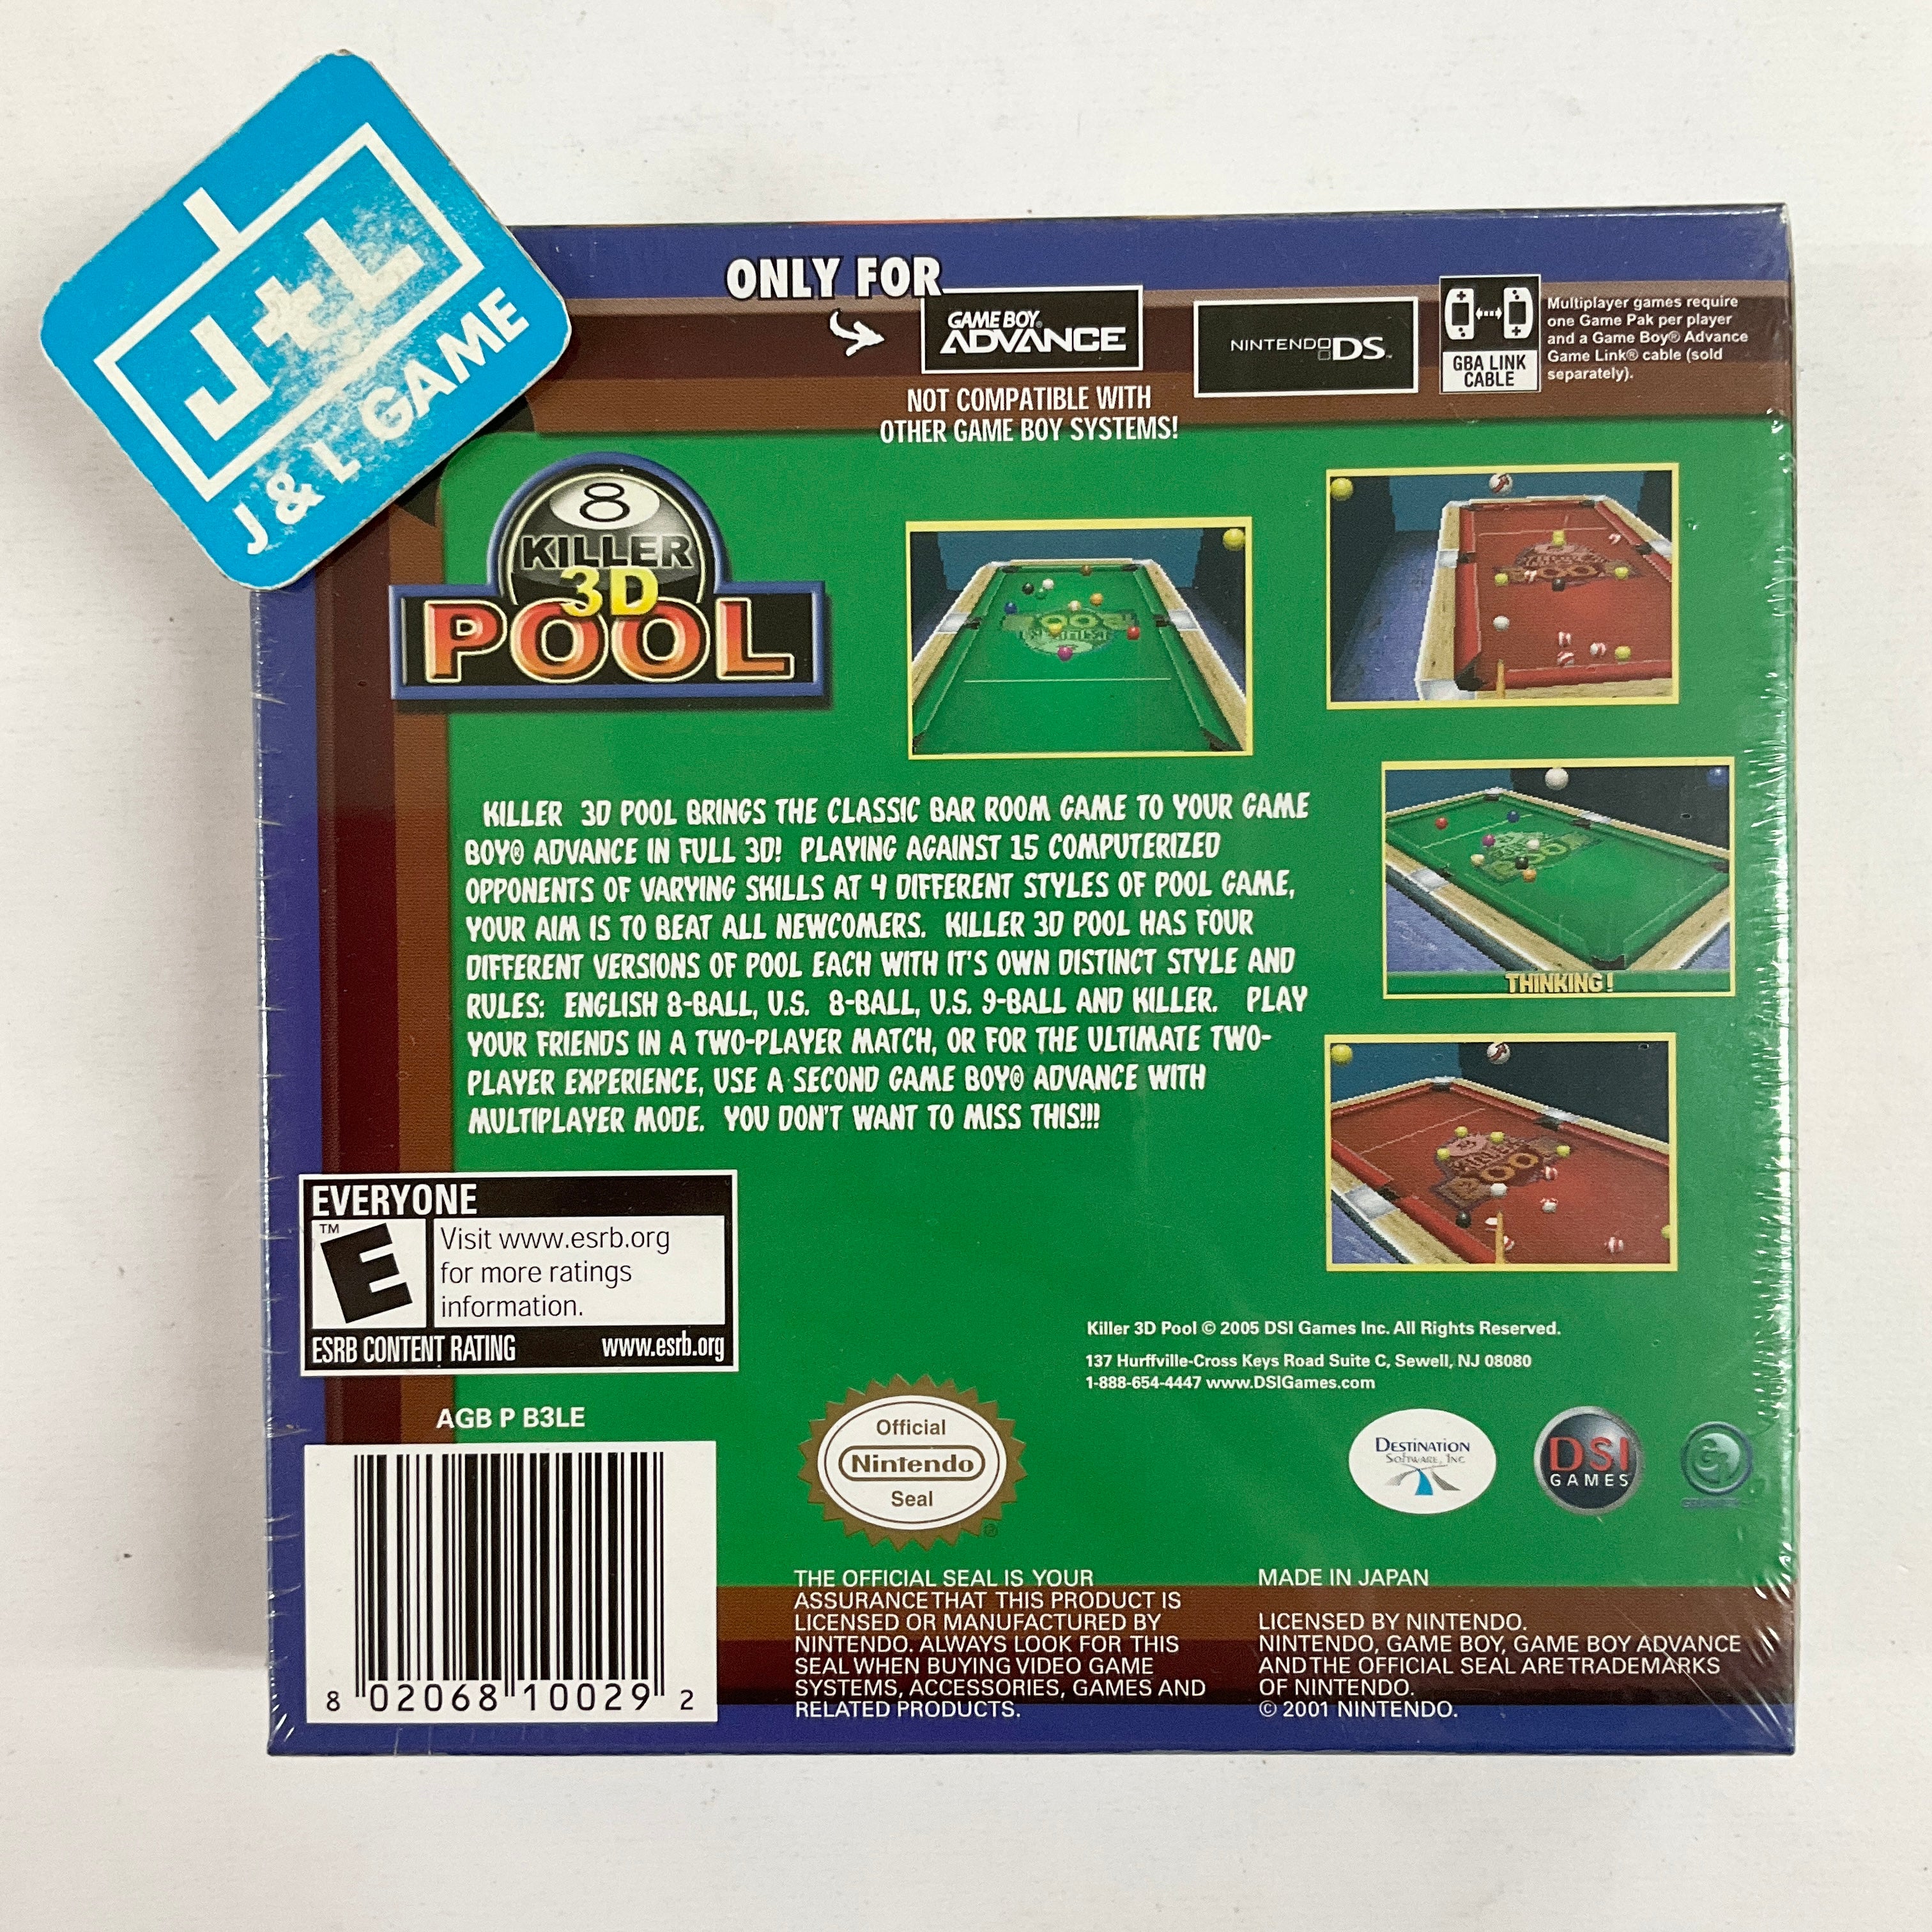 J+L
J & L GAME
ONLY FOR
GAME BOY
ADVANCE
NOT COMPATIBLE WITH
OTHER GAME BOY SYSTEMS!
NINTENDO DS™
GBA LINK
CABLE
Multiplayer games require
one Game Pak per player
and a Game Boy® Advance
Game Link® cable (sold
separately).
8
KILLER
3D
POOL
THINKING!
KILLER 3D POOL BRINGS THE CLASSIC BAR ROOM GAME TO YOUR GAME
BOY® ADVANCE IN FULL 3D! PLAYING AGAINST 15 COMPUTERIZED
OPPONENTS OF VARYING SKILLS AT 4 DIFFERENT STYLES OF POOL GAME,
YOUR AIM IS TO BEAT ALL NEWCOMERS. KILLER 3D POOL HAS FOUR
DIFFERENT VERSIONS OF POOL EACH WITH IT'S OWN DISTINCT STYLE AND
RULES: ENGLISH 8-BALL, U.S. 8-BALL, U.S. 9-BALL AND KILLER. PLAY
YOUR FRIENDS IN A TWO-PLAYER MATCH, OR FOR THE ULTIMATE TWO-
PLAYER EXPERIENCE, USE A SECOND GAME BOY® ADVANCE WITH
MULTIPLAYER MODE. YOU DON'T WANT TO MISS THIS!!!
EVERYONE
E™
Visit www.esrb.org
for more ratings
information.
ESRB CONTENT RATING www.esrb.org
Killer 3D Pool © 2005 DSI Games Inc. All Rights Reserved.
137 Hurffville-Cross Keys Road Suite C, Sewell, NJ 08080
1-888-654-4447 www.DSIGames.com
AGB P B3LE
8 02068 10029 2
Official
Nintendo
Seal
DESTINATION
SOFTWARE, INC
DSI
GAMES
THE OFFICIAL SEAL IS YOUR
ASSURANCE THAT THIS PRODUCT IS
LICENSED OR MANUFACTURED BY
NINTENDO. ALWAYS LOOK FOR THIS
SEAL WHEN BUYING VIDEO GAME
SYSTEMS, ACCESSORIES, GAMES AND
RELATED PRODUCTS.
MADE IN JAPAN
LICENSED BY NINTENDO.
NINTENDO, GAME BOY, GAME BOY ADVANCE
AND THE OFFICIAL SEAL ARE TRADEMARKS
OF NINTENDO.
© 2001 NINTENDO.